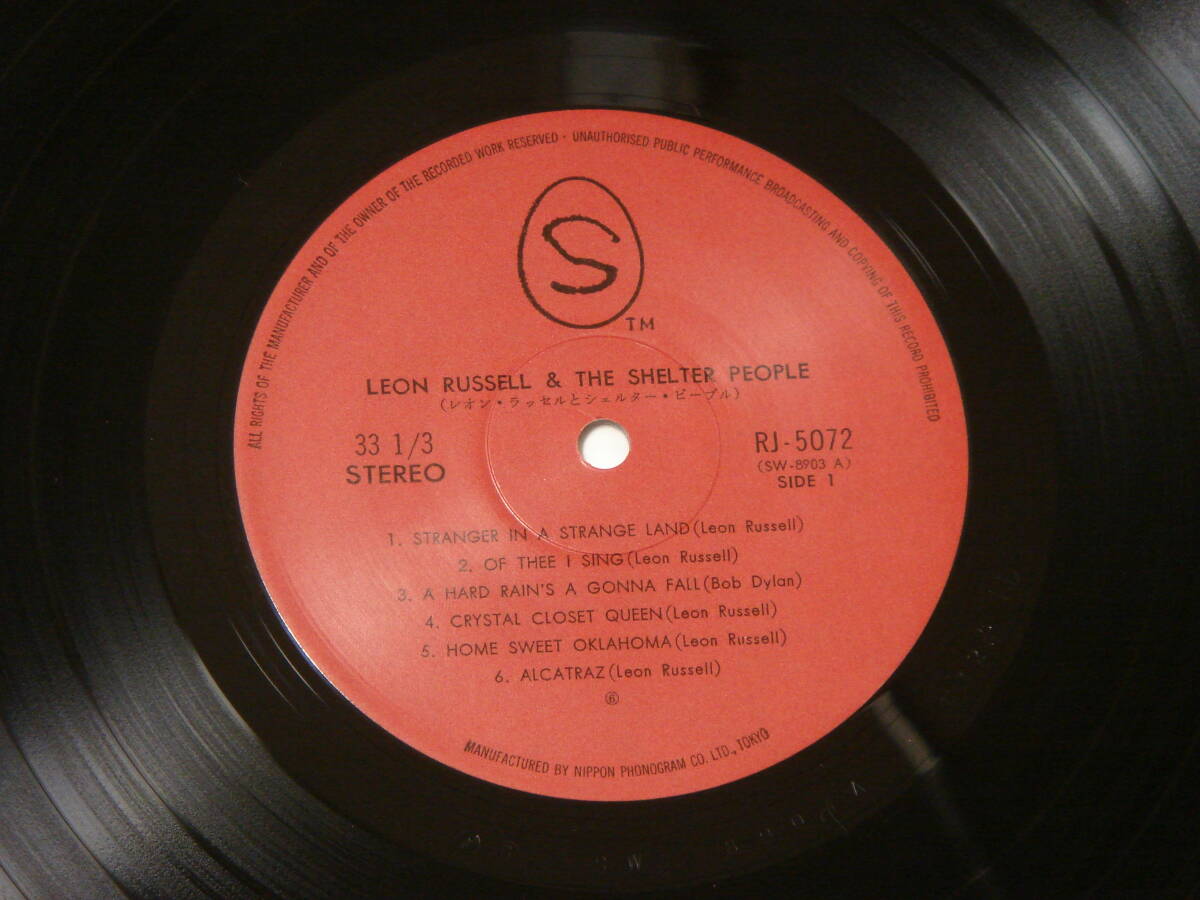 ALL RIGHTS OF THE MANUFACTURER AND OF THE OWNER OF THE RECORDED WORK RESERVED · UNAUTHORISED PUBLIC PERFORMANCE BROADCASTING AND COPYING OF THIS RECORD PROHIBITED
S
TM
LEON RUSSELL & THE SHELTER PEOPLE
(レオン・ラッセルとシェルター・ピープル)
33 1/3
STEREO
RJ-5072
(SW-8903 A)
SIDE 1
1. STRANGER IN A STRANGE LAND (Leon Russell)
2. OF THEE I SING (Leon Russell)
3. A HARD RAIN'S A GONNA FALL (Bob Dylan)
4. CRYSTAL CLOSET QUEEN (Leon Russell)
5. HOME SWEET OKLAHOMA (Leon Russell)
6. ALCATRAZ (Leon Russell)
⑥
MANUFACTURED BY NIPPON PHONOGRAM CO. LTD., TOKYO